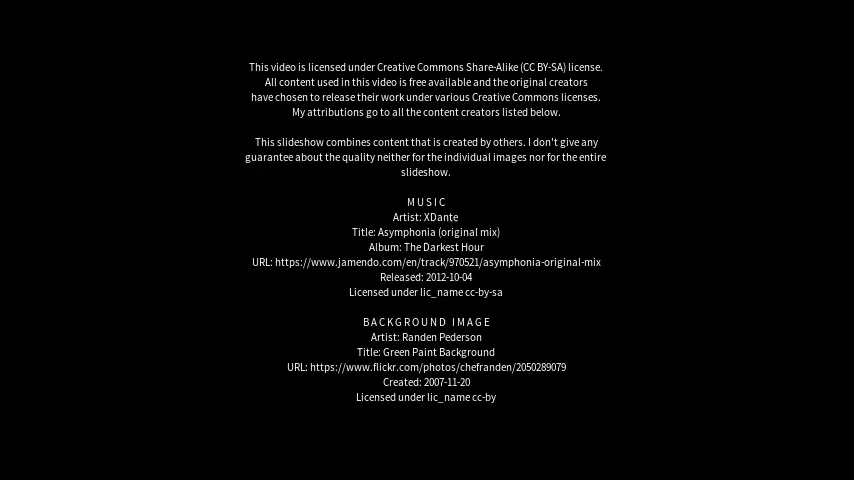 This video is licensed under Creative Commons Share-Alike (CC BY-SA) license.
All content used in this video is free available and the original creators
have chosen to release their work under various Creative Commons licenses.
My attributions go to all the content creators listed below.
This slideshow combines content that is created by others. I don't give any
guarantee about the quality neither for the individual images nor for the entire
slideshow.
MUSIC
Artist: XDante
Title: Asymphonia (original mix)
Album: The Darkest Hour
URL: https://www.jamendo.com/en/track/970521/asymphonia-original-mix
Released: 2012-10-04
Licensed under lic_name cc-by-sa
BACKGROUND IMAGE
Artist: Randen Pederson
Title: Green Paint Background
URL: https://www.flickr.com/photos/chefranden/2050289079
Created: 2007-11-20
Licensed under lic_name cc-by